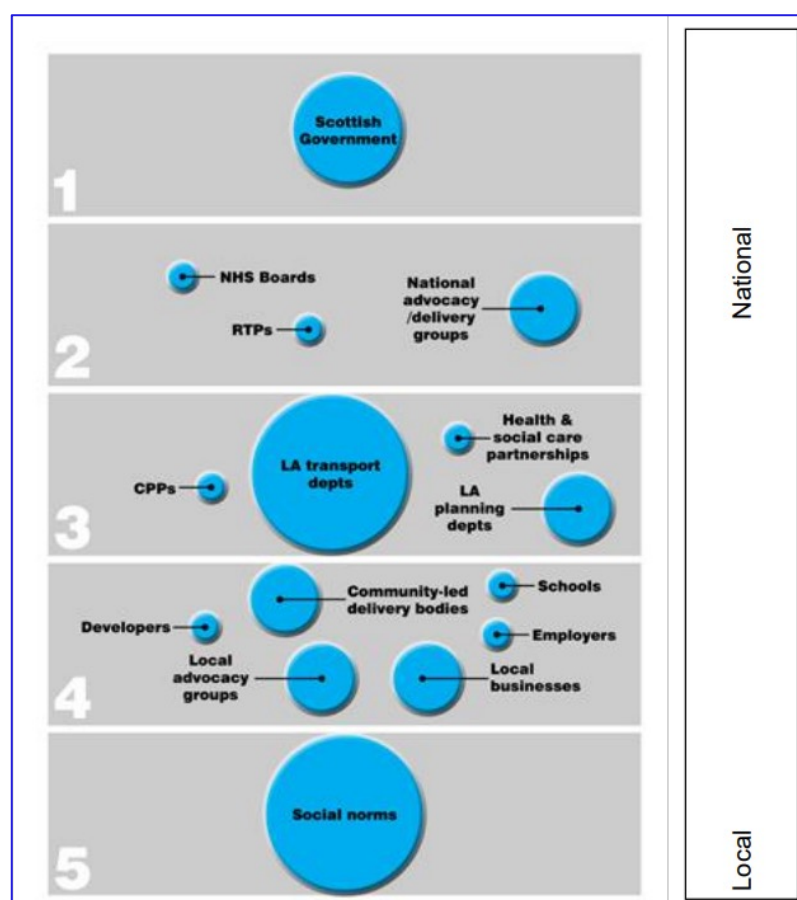 Scottish
Government
1
NHS Boards
RTPs
National
advocacy
/delivery
groups
2
National
CPPs
LA transport
depts
Health &
social care
partnerships
LA
planning
depts
3
Developers
Community-led
delivery bodies
Schools
Employers
Local
advocacy
groups
Local
businesses
4
Social norms
5
Local